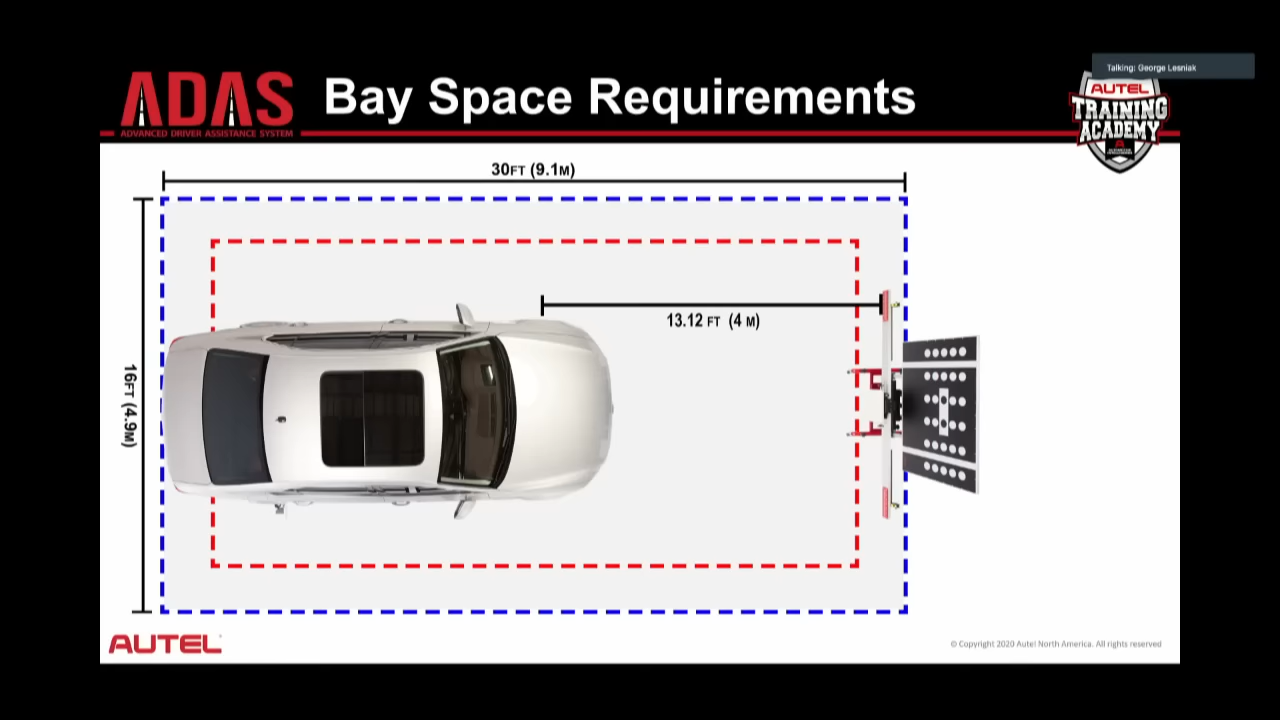 Talking: George Lesniak
ADAS
ADVANCED DRIVER ASSISTANCE SYSTEM
Bay Space Requirements
AUTEL
TRAINING
ACADEMY
30FT (9.1M)
13.12 FT (4 M)
16FT (4.9M)
AUTEL
© Copyright 2020 Autel North America. All rights reserved